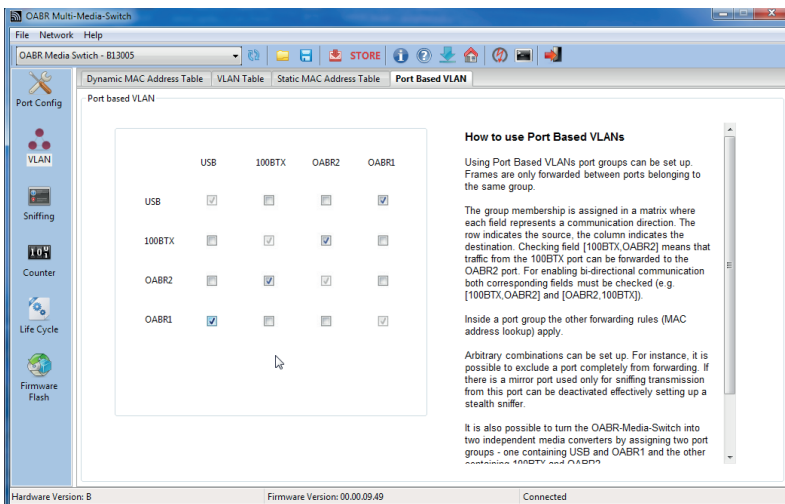 OABR Multi-Media-Switch
File Network Help
OABR Media Swtich - B13005
STORE
Dynamic MAC Address Table VLAN Table Static MAC Address Table Port Based VLAN
Port Config
VLAN
Sniffing
Counter
Life Cycle
Firmware
Flash
Port based VLAN
USB 100BTX OABR2 OABR1
USB
100BTX
OABR2
OABR1
How to use Port Based VLANs
Using Port Based VLANs port groups can be set up.
Frames are only forwarded between ports belonging to
the same group.
The group membership is assigned in a matrix where
each field represents a communication direction. The
row indicates the source, the column indicates the
destination. Checking field [100BTX,OABR2] means that
traffic from the 100BTX port can be forwarded to the
OABR2 port. For enabling bi-directional communication
both corresponding fields must be checked (e.g.
[100BTX,OABR2] and [OABR2,100BTX]).
Inside a port group the other forwarding rules (MAC
address lookup) apply.
Arbitrary combinations can be set up. For instance, it is
possible to exclude a port completely from forwarding. If
there is a mirror port used only for sniffing transmission
from this port can be deactivated effectively setting up a
stealth sniffer.
It is also possible to turn the OABR-Media-Switch into
two independent media converters by assigning two port
groups - one containing USB and OABR1 and the other
containing 100BTX and OABR2
Hardware Version: B Firmware Version: 00.00.09.49 Connected